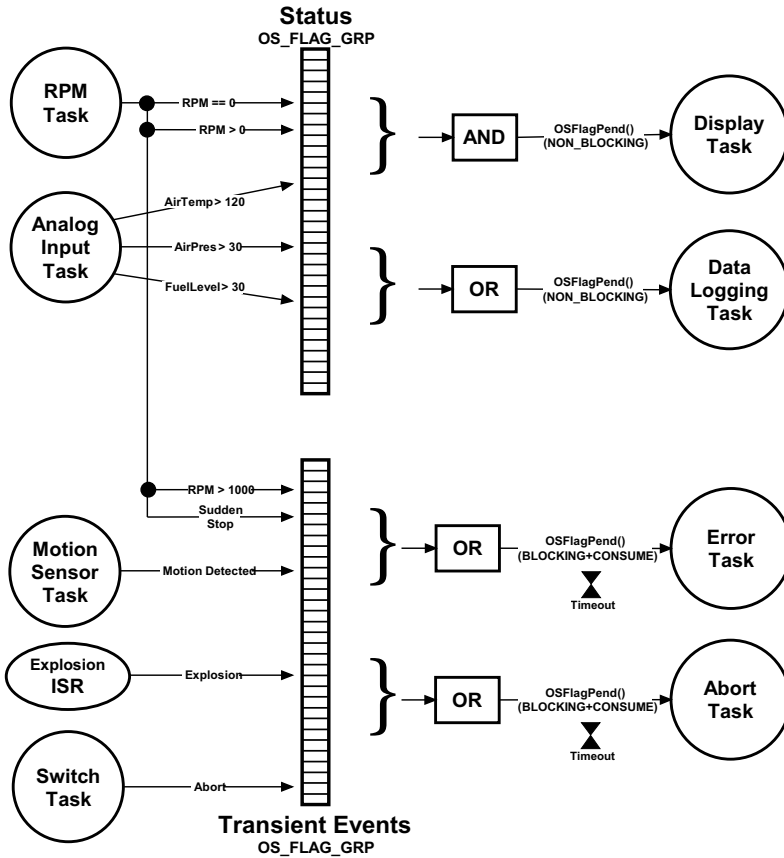 Status
OS_FLAG_GRP
RPM
Task
RPM == 0
RPM > 0
AND
OSFlagPend()
(NON_BLOCKING)
Display
Task
Analog
Input
Task
AirTemp > 120
AirPres > 30
FuelLevel > 30
OR
OSFlagPend()
(NON_BLOCKING)
Data
Logging
Task
RPM > 1000
Sudden
Stop
Motion
Sensor
Task
Motion Detected
OR
OSFlagPend()
(BLOCKING+CONSUME)
Timeout
Error
Task
Explosion
ISR
Explosion
OR
OSFlagPend()
(BLOCKING+CONSUME)
Timeout
Abort
Task
Switch
Task
Abort
Transient Events
OS_FLAG_GRP